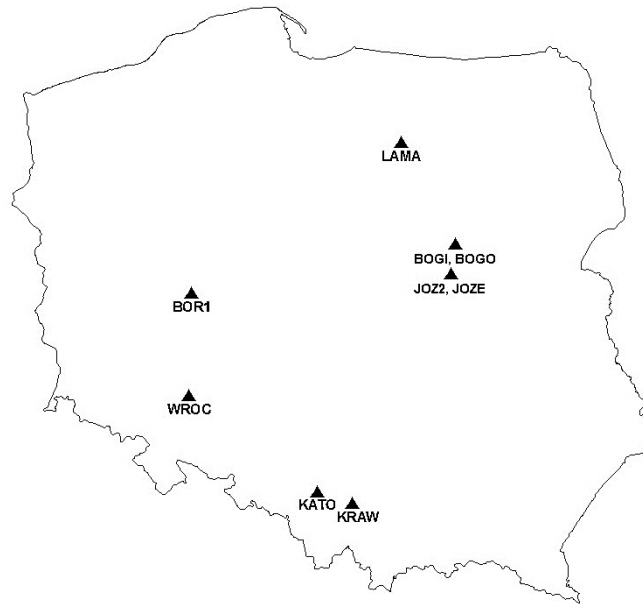 LAMA
BOGI, BOGO
JOZ2, JOZE
BOR1
WROC
KATO
KRAW